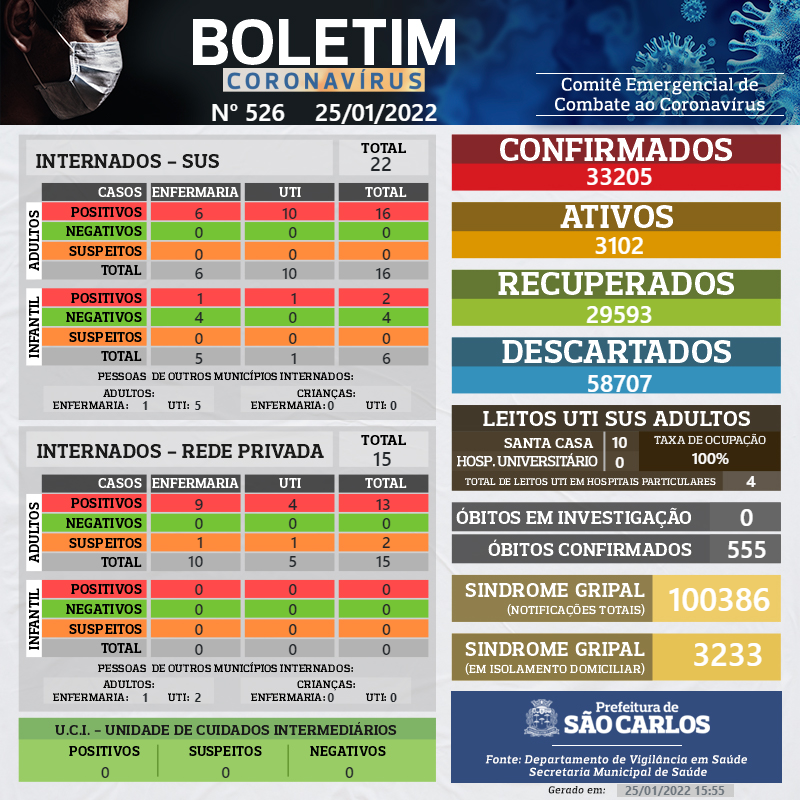 BOLETIM
CORONAVÍRUS
Nº 526 25/01/2022
Comitê Emergencial de
Combate ao Coronavírus
INTERNADOS – SUS
TOTAL
22
CASOS ENFERMARIA UTI TOTAL
ADULTOS
POSITIVOS 6 10 16
NEGATIVOS 0 0 0
SUSPEITOS 0 0 0
TOTAL 6 10 16
INFANTIL
POSITIVOS 1 1 2
NEGATIVOS 4 0 4
SUSPEITOS 0 0 0
TOTAL 5 1 6
PESSOAS DE OUTROS MUNICÍPIOS INTERNADOS:
ADULTOS: CRIANÇAS:
ENFERMARIA: 1 UTI: 5 ENFERMARIA: 0 UTI: 0
INTERNADOS – REDE PRIVADA
TOTAL
15
CASOS ENFERMARIA UTI TOTAL
ADULTOS
POSITIVOS 9 4 13
NEGATIVOS 0 0 0
SUSPEITOS 1 1 2
TOTAL 10 5 15
INFANTIL
POSITIVOS 0 0 0
NEGATIVOS 0 0 0
SUSPEITOS 0 0 0
TOTAL 0 0 0
PESSOAS DE OUTROS MUNICÍPIOS INTERNADOS:
ADULTOS: CRIANÇAS:
ENFERMARIA: 1 UTI: 2 ENFERMARIA: 0 UTI: 0
U.C.I. – UNIDADE DE CUIDADOS INTERMEDIÁRIOS
POSITIVOS SUSPEITOS NEGATIVOS
0 0 0
CONFIRMADOS
33205
ATIVOS
3102
RECUPERADOS
29593
DESCARTADOS
58707
LEITOS UTI SUS ADULTOS
SANTA CASA 10 TAXA DE OCUPAÇÃO
HOSP. UNIVERSITÁRIO 0 100%
TOTAL DE LEITOS UTI EM HOSPITAIS PARTICULARES 4
ÓBITOS EM INVESTIGAÇÃO 0
ÓBITOS CONFIRMADOS 555
SINDROME GRIPAL 100386
(NOTIFICAÇÕES TOTAIS)
SINDROME GRIPAL 3233
(EM ISOLAMENTO DOMICILIAR)
Prefeitura de
SÃO CARLOS
Fonte: Departamento de Vigilância em Saúde
Secretaria Municipal de Saúde
Gerado em: 25/01/2022 15:55